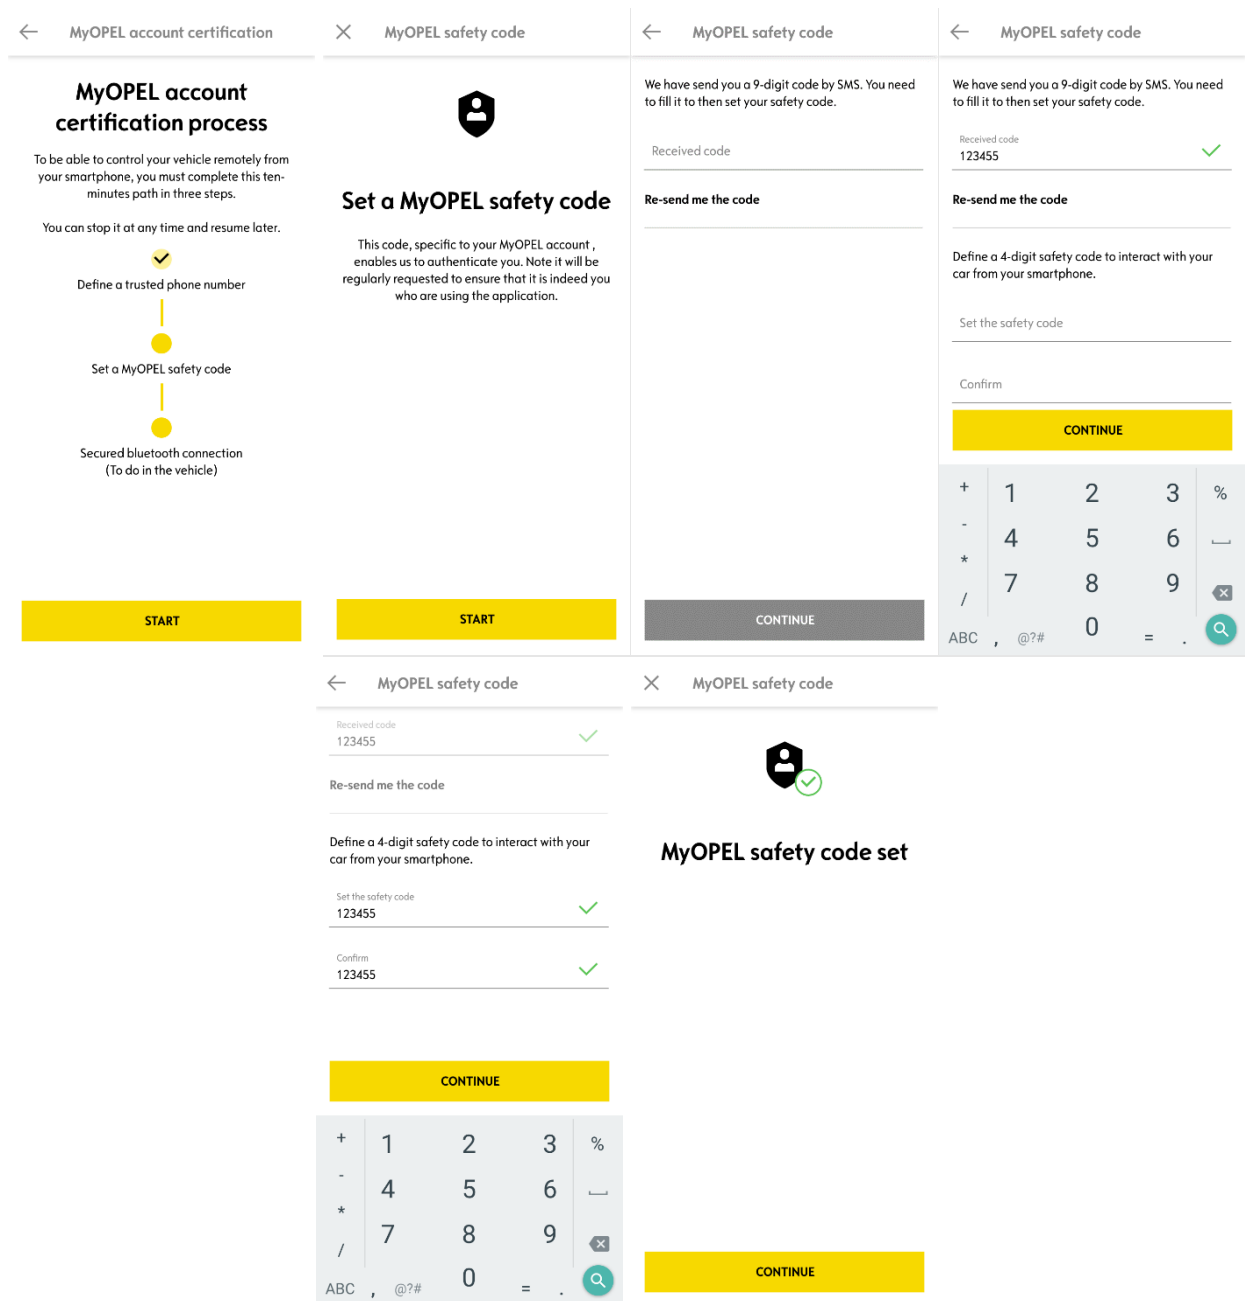 MyOPEL account certification
MyOPEL account
certification process
To be able to control your vehicle remotely from
your smartphone, you must complete this ten-
minutes path in three steps.
You can stop it at any time and resume later.
Define a trusted phone number
Set a MyOPEL safety code
Secured bluetooth connection
(To do in the vehicle)
START
MyOPEL safety code
Set a MyOPEL safety code
This code, specific to your MyOPEL account ,
enables us to authenticate you. Note it will be
regularly requested to ensure that it is indeed you
who are using the application.
START
MyOPEL safety code
We have send you a 9-digit code by SMS. You need
to fill it to then set your safety code.
Received code
Re-send me the code
CONTINUE
MyOPEL safety code
We have send you a 9-digit code by SMS. You need
to fill it to then set your safety code.
Received code
123455
Re-send me the code
Define a 4-digit safety code to interact with your
car from your smartphone.
Set the safety code
Confirm
CONTINUE
+ 1 2 3 %
- 4 5 6
* 7 8 9
/ 0
ABC , @?# = .
MyOPEL safety code
Received code
123455
Re-send me the code
Define a 4-digit safety code to interact with your
car from your smartphone.
Set the safety code
123455
Confirm
123455
CONTINUE
+ 1 2 3 %
- 4 5 6
* 7 8 9
/ 0
ABC , @?# = .
MyOPEL safety code
MyOPEL safety code set
CONTINUE